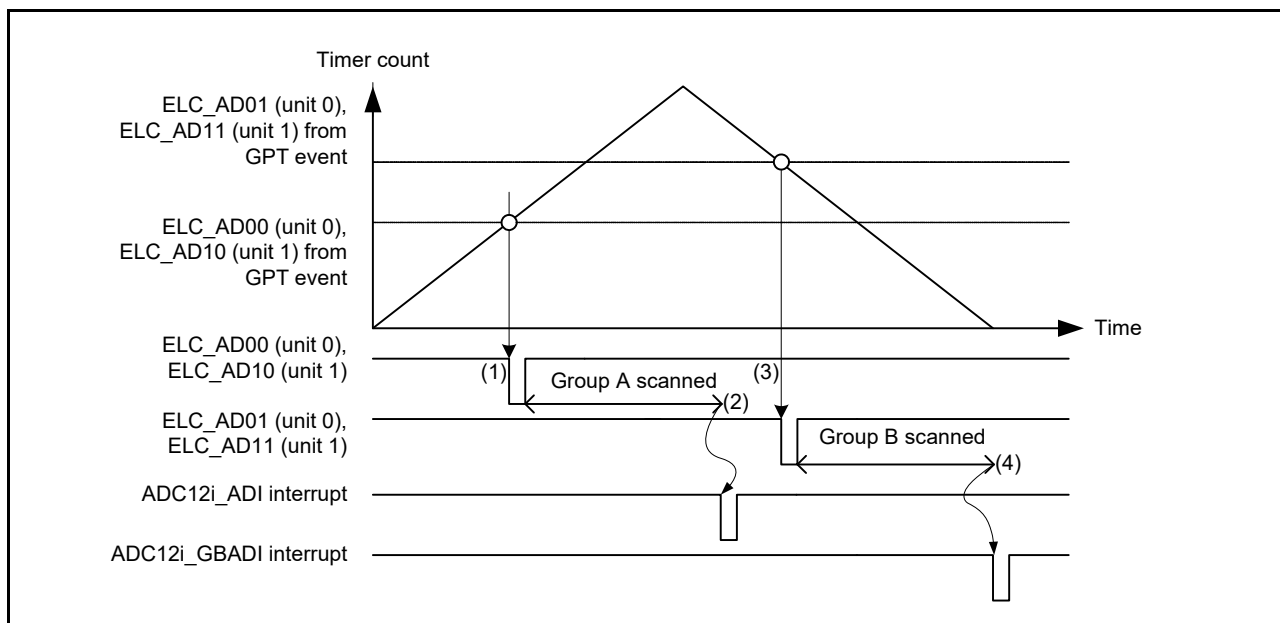 Timer count
ELC_AD01 (unit 0),
ELC_AD11 (unit 1) from
GPT event
ELC_AD00 (unit 0),
ELC_AD10 (unit 1) from
GPT event
Time
ELC_AD00 (unit 0),
ELC_AD10 (unit 1)
(1)
Group A scanned
(2)
(3)
ELC_AD01 (unit 0),
ELC_AD11 (unit 1)
Group B scanned
(4)
ADC12i_ADI interrupt
ADC12i_GBADI interrupt